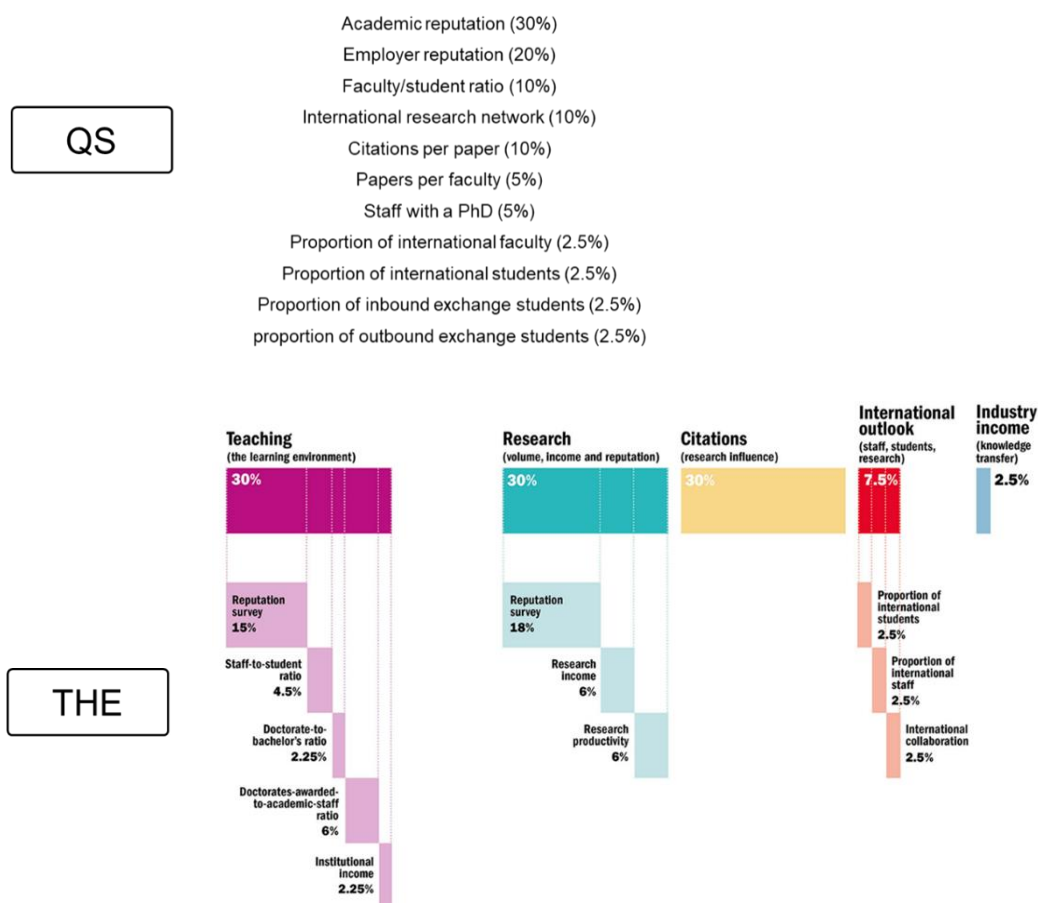 Academic reputation (30%)
Employer reputation (20%)
Faculty/student ratio (10%)
International research network (10%)
Citations per paper (10%)
Papers per faculty (5%)
Staff with a PhD (5%)
Proportion of international faculty (2.5%)
Proportion of international students (2.5%)
Proportion of inbound exchange students (2.5%)
proportion of outbound exchange students (2.5%)
QS
Teaching
(the learning environment)
30%
Reputation
survey
15%
Staff-to-student
ratio
4.5%
Doctorate-to-
bachelor's ratio
2.25%
Doctorates-awarded-
to-academic-staff
ratio
6%
Institutional
income
2.25%
Research
(volume, income and reputation)
30%
Reputation
survey
18%
Research
income
6%
Research
productivity
6%
Citations
(research influence)
30%
International
outlook
(staff, students,
research)
7.5%
Proportion of
international
students
2.5%
Proportion of
international
staff
2.5%
International
collaboration
2.5%
Industry
income
(knowledge
transfer)
2.5%
THE